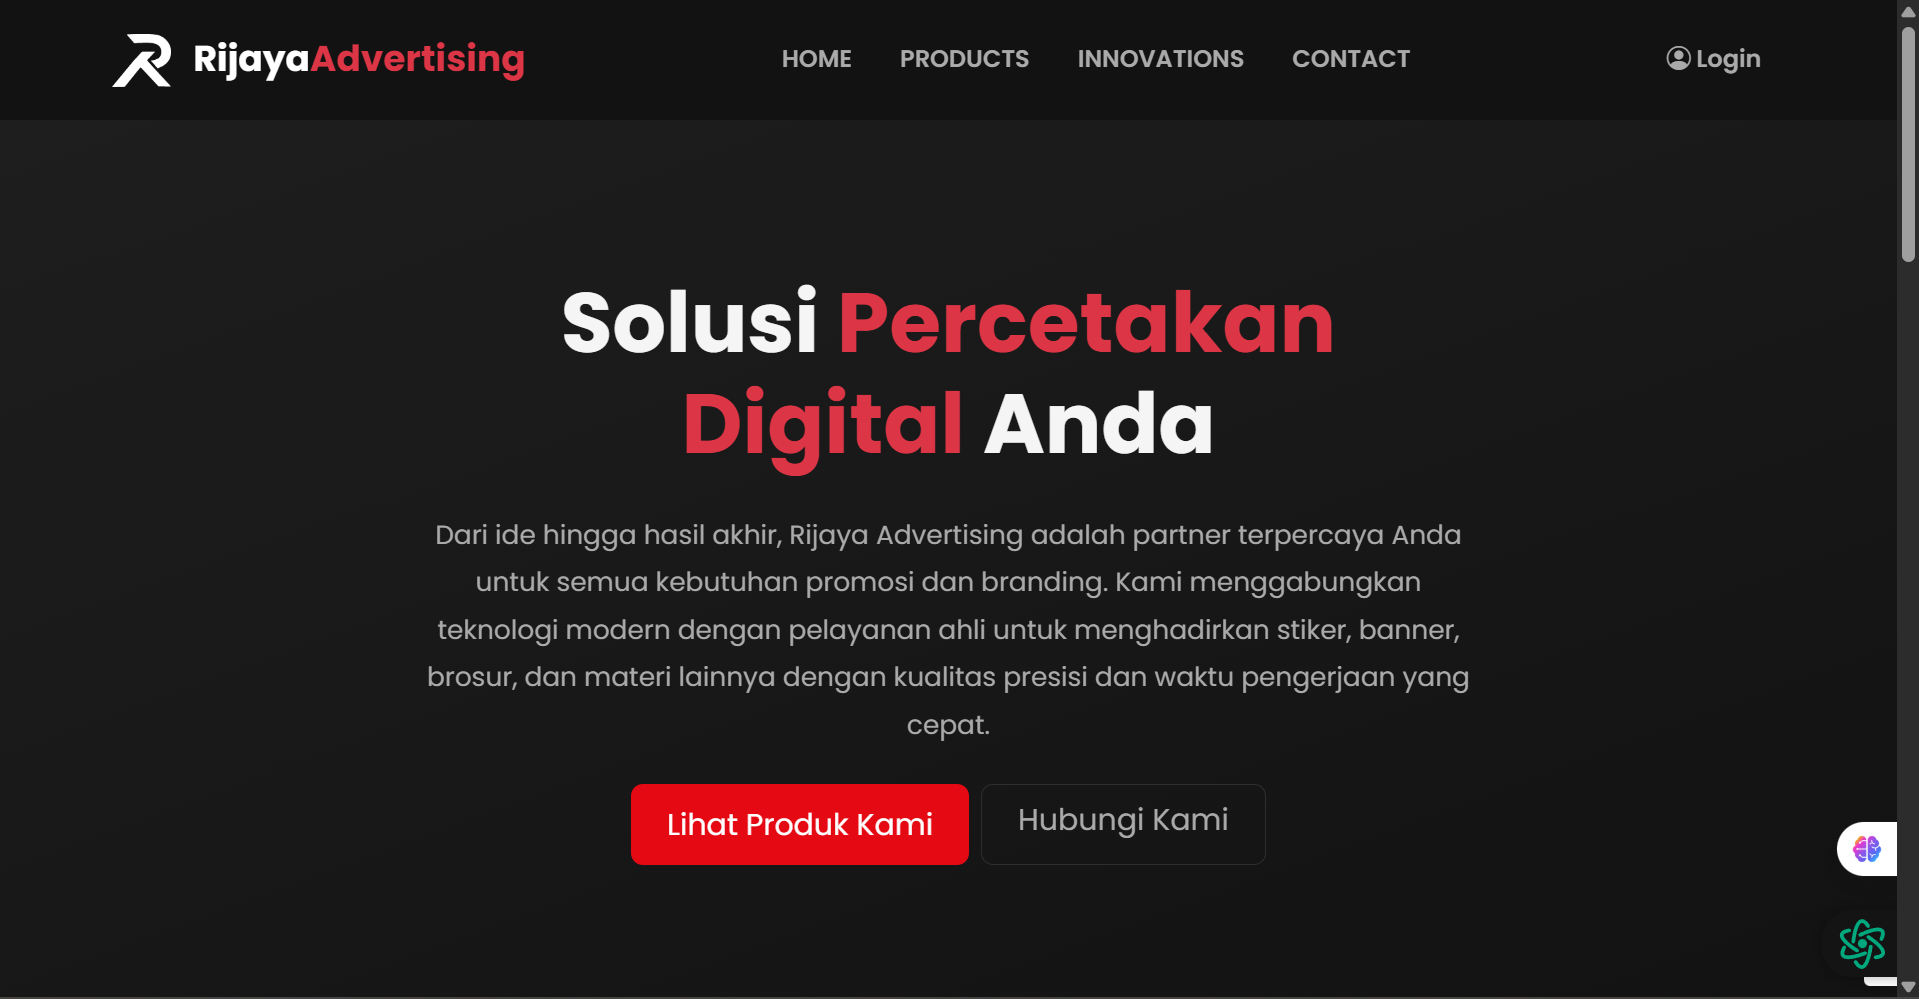 RijayaAdvertising
HOME PRODUCTS INNOVATIONS CONTACT
Login
Solusi Percetakan
Digital Anda
Dari ide hingga hasil akhir, Rijaya Advertising adalah partner terpercaya Anda
untuk semua kebutuhan promosi dan branding. Kami menggabungkan
teknologi modern dengan pelayanan ahli untuk menghadirkan stiker, banner,
brosur, dan materi lainnya dengan kualitas presisi dan waktu pengerjaan yang
cepat.
Lihat Produk Kami
Hubungi Kami